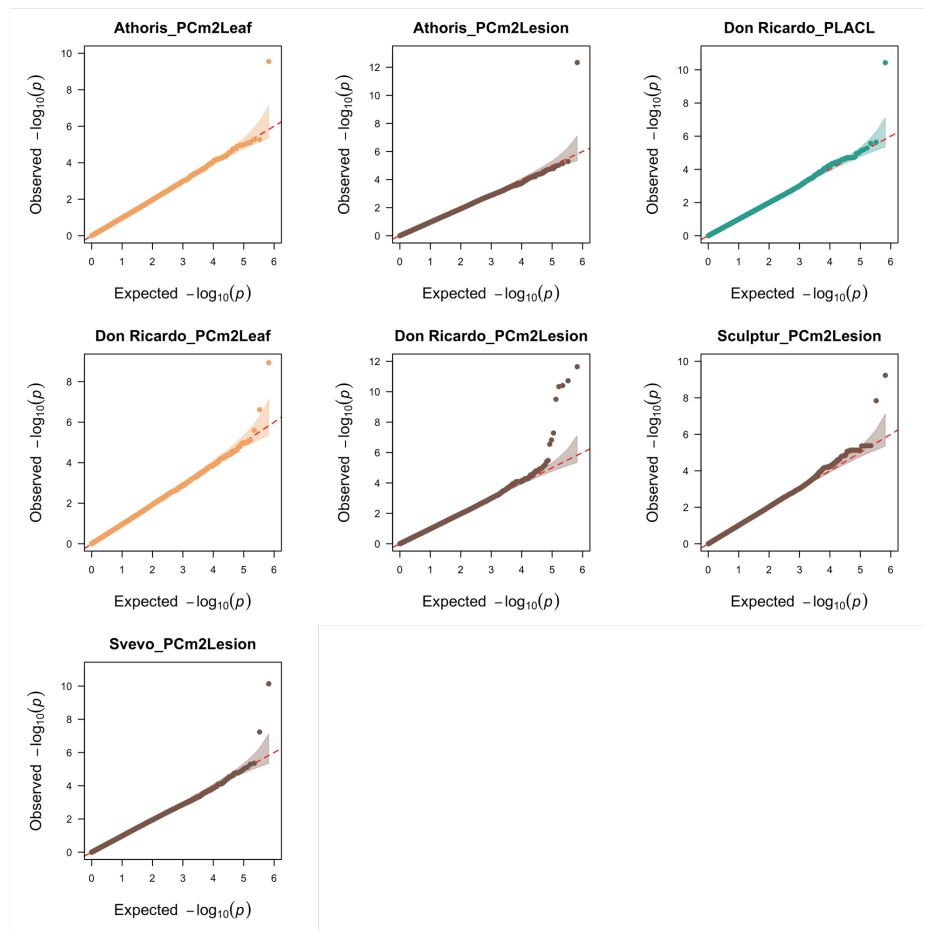 Athoris_PCm2Leaf
Athoris_PCm2Lesion
Don Ricardo_PLACL
10
8
6
4
2
0
0 1 2 3 4 5 6
Observed −log10(p)
Expected −log10(p)
12
10
8
6
4
2
0
0 1 2 3 4 5 6
Observed −log10(p)
Expected −log10(p)
10
8
6
4
2
0
0 1 2 3 4 5 6
Observed −log10(p)
Expected −log10(p)
Don Ricardo_PCm2Leaf
Don Ricardo_PCm2Lesion
Sculptur_PCm2Lesion
8
6
4
2
0
0 1 2 3 4 5 6
Observed −log10(p)
Expected −log10(p)
12
10
8
6
4
2
0
0 1 2 3 4 5 6
Observed −log10(p)
Expected −log10(p)
10
8
6
4
2
0
0 1 2 3 4 5 6
Observed −log10(p)
Expected −log10(p)
Svevo_PCm2Lesion
10
8
6
4
2
0
0 1 2 3 4 5 6
Observed −log10(p)
Expected −log10(p)